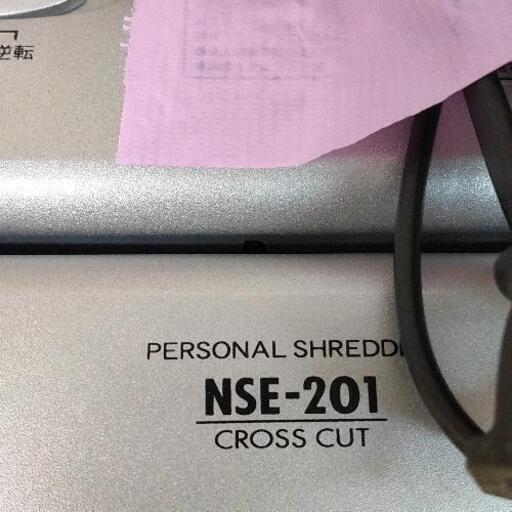 逆転
PERSONAL SHREDD
NSE-201
CROSS CUT